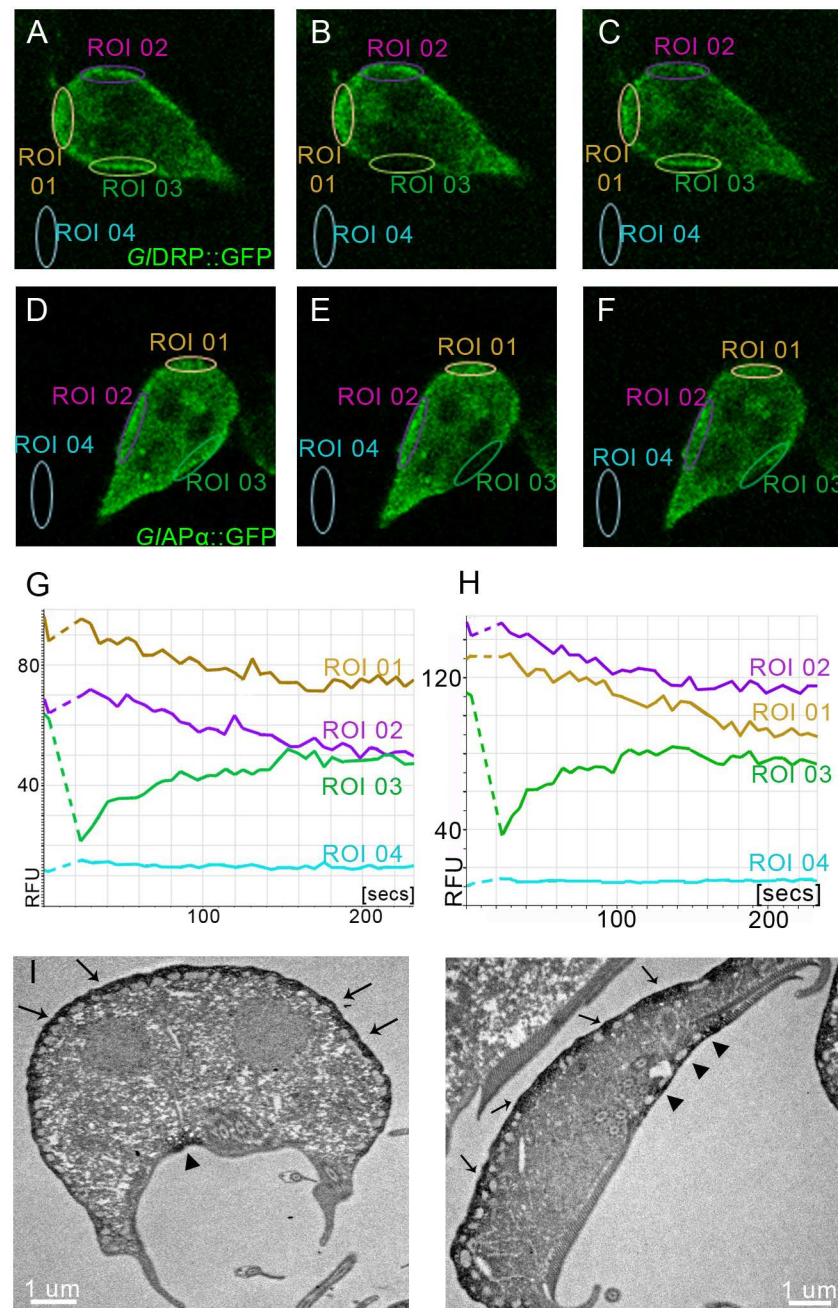 A
ROI 02
ROI
01
ROI 03
ROI 04
GlDRP::GFP
B
ROI 02
ROI
01
ROI 03
ROI 04
C
ROI 02
ROI
01
ROI 03
ROI 04
D
ROI 01
ROI 02
ROI 04
ROI 03
GlAPα::GFP
E
ROI 01
ROI 02
ROI 04
ROI 03
F
ROI 01
ROI 02
ROI 04
ROI 03
G
80
40
RFU
ROI 01
ROI 02
ROI 03
ROI 04
[secs]
100
200
H
120
40
RFU
ROI 02
ROI 01
ROI 03
ROI 04
[secs]
100
200
I
1 um
1 um